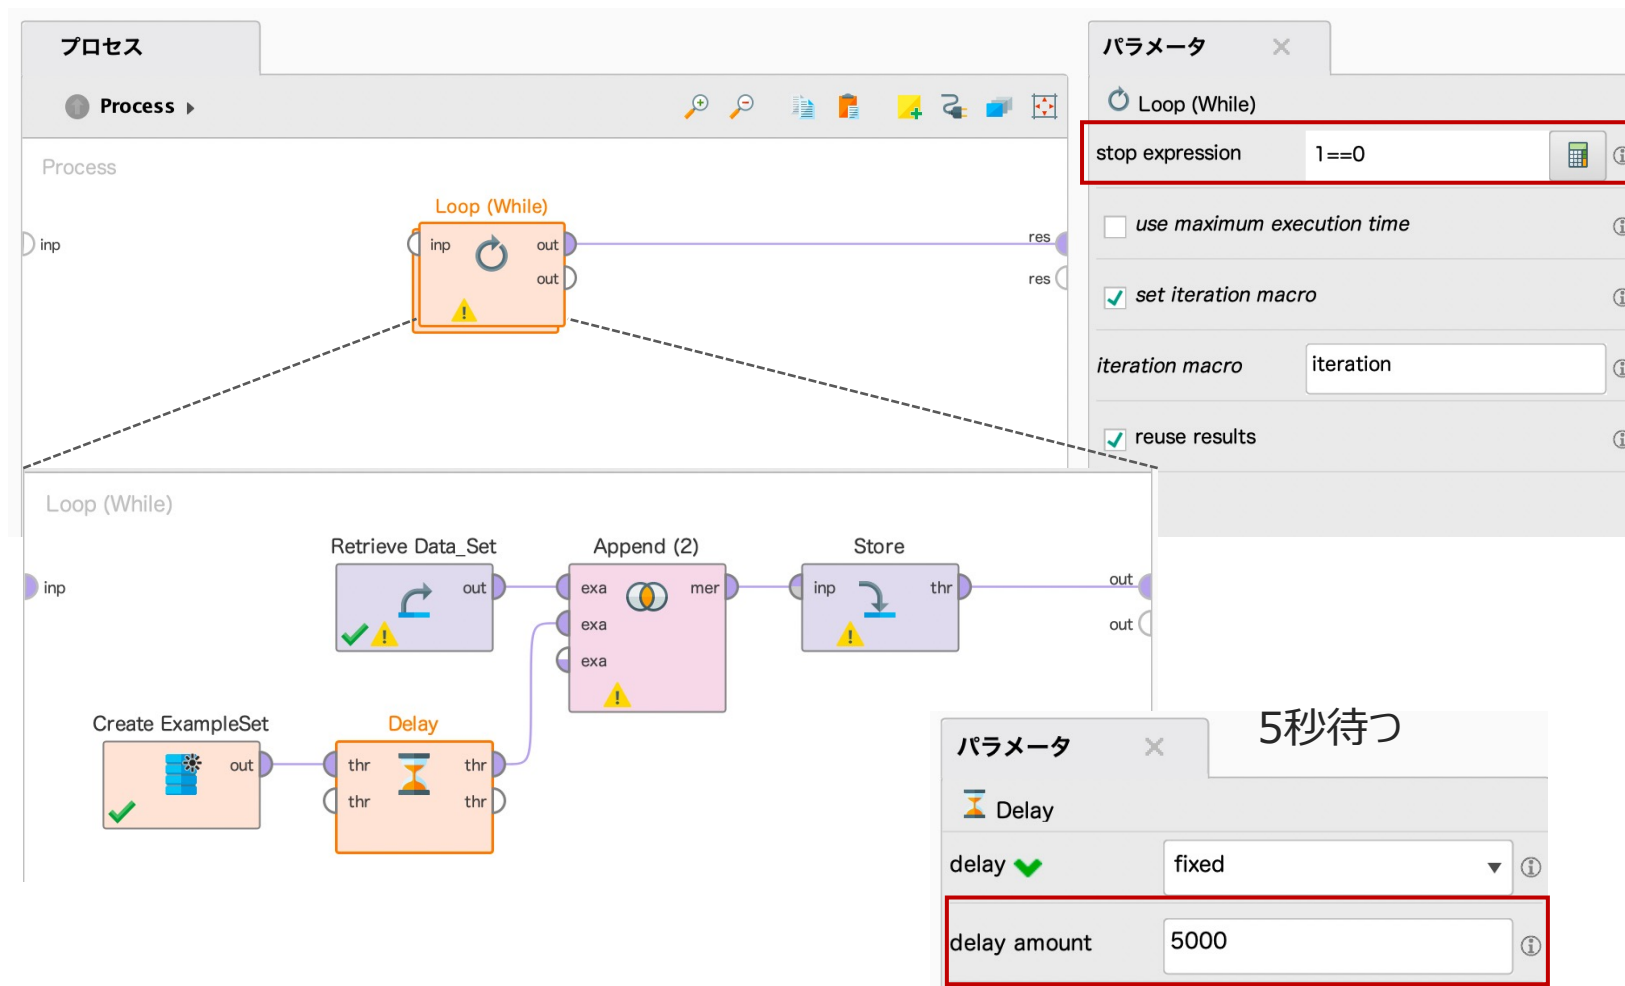 プロセス
Process
Process
inp
Loop (While)
inp
out
out
res
res
パラメータ
Loop (While)
stop expression
1==0
use maximum execution time
set iteration macro
iteration macro
iteration
reuse results
Loop (While)
inp
Retrieve Data_Set
out
Append (2)
exa
mer
exa
exa
Store
inp
thr
out
out
Create ExampleSet
out
Delay
thr
thr
thr
thr
5秒待つ
パラメータ
Delay
delay
fixed
delay amount
5000